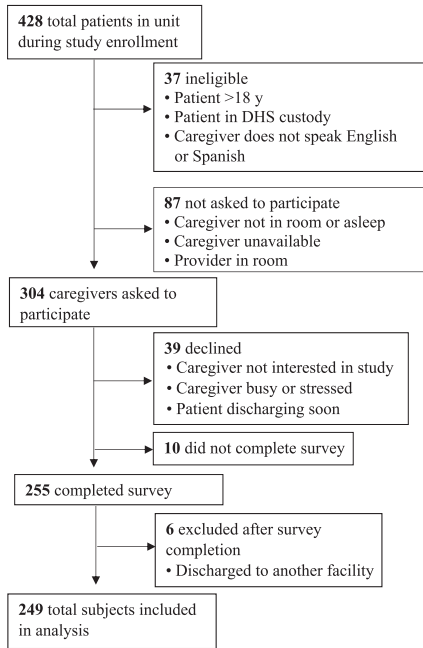 428 total patients in unit
during study enrollment
37 ineligible
• Patient >18 y
• Patient in DHS custody
• Caregiver does not speak English
or Spanish
87 not asked to participate
• Caregiver not in room or asleep
• Caregiver unavailable
• Provider in room
304 caregivers asked to
participate
39 declined
• Caregiver not interested in study
• Caregiver busy or stressed
• Patient discharging soon
10 did not complete survey
255 completed survey
6 excluded after survey
completion
• Discharged to another facility
249 total subjects included
in analysis